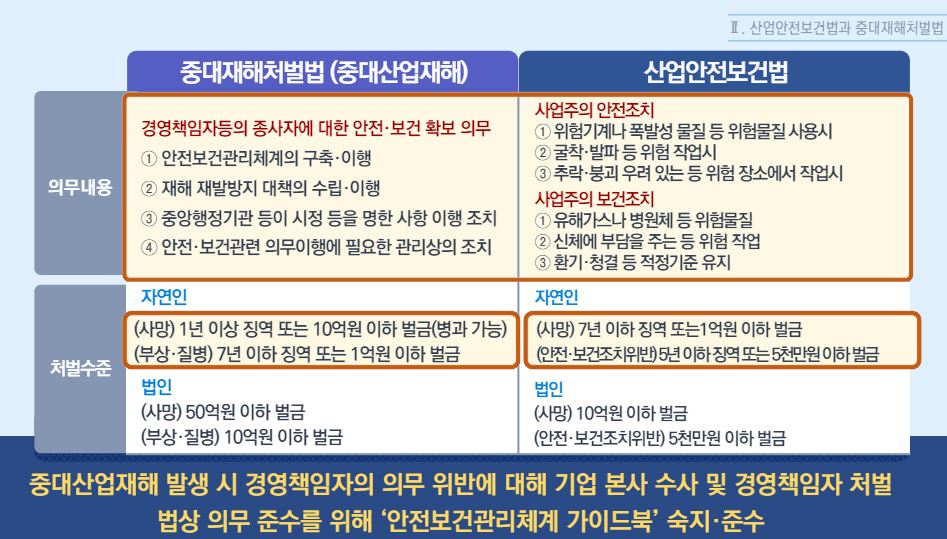 Ⅱ. 산업안전보건법과 중대재해처벌법
중대재해처벌법 (중대산업재해)
산업안전보건법
의무내용
경영책임자등의 종사자에 대한 안전·보건 확보 의무
① 안전보건관리체계의 구축·이행
② 재해 재발방지 대책의 수립·이행
③ 중앙행정기관 등이 시정 등을 명한 사항 이행 조치
④ 안전·보건관련 의무이행에 필요한 관리상의 조치
사업주의 안전조치
① 위험기계나 폭발성 물질 등 위험물질 사용시
② 굴착·발파 등 위험 작업시
③ 추락·붕괴 우려 있는 등 위험 장소에서 작업시
사업주의 보건조치
① 유해가스나 병원체 등 위험물질
② 신체에 부담을 주는 등 위험 작업
③ 환기·청결 등 적정기준 유지
처벌수준
자연인
(사망) 1년 이상 징역 또는 10억원 이하 벌금(병과 가능)
(부상·질병) 7년 이하 징역 또는 1억원 이하 벌금
법인
(사망) 50억원 이하 벌금
(부상·질병) 10억원 이하 벌금
자연인
(사망) 7년 이하 징역 또는1억원 이하 벌금
(안전·보건조치위반) 5년 이하 징역 또는 5천만원 이하 벌금
법인
(사망) 10억원 이하 벌금
(안전·보건조치위반) 5천만원 이하 벌금
중대산업재해 발생 시 경영책임자의 의무 위반에 대해 기업 본사 수사 및 경영책임자 처벌
법상 의무 준수를 위해 ‘안전보건관리체계 가이드북’ 숙지·준수